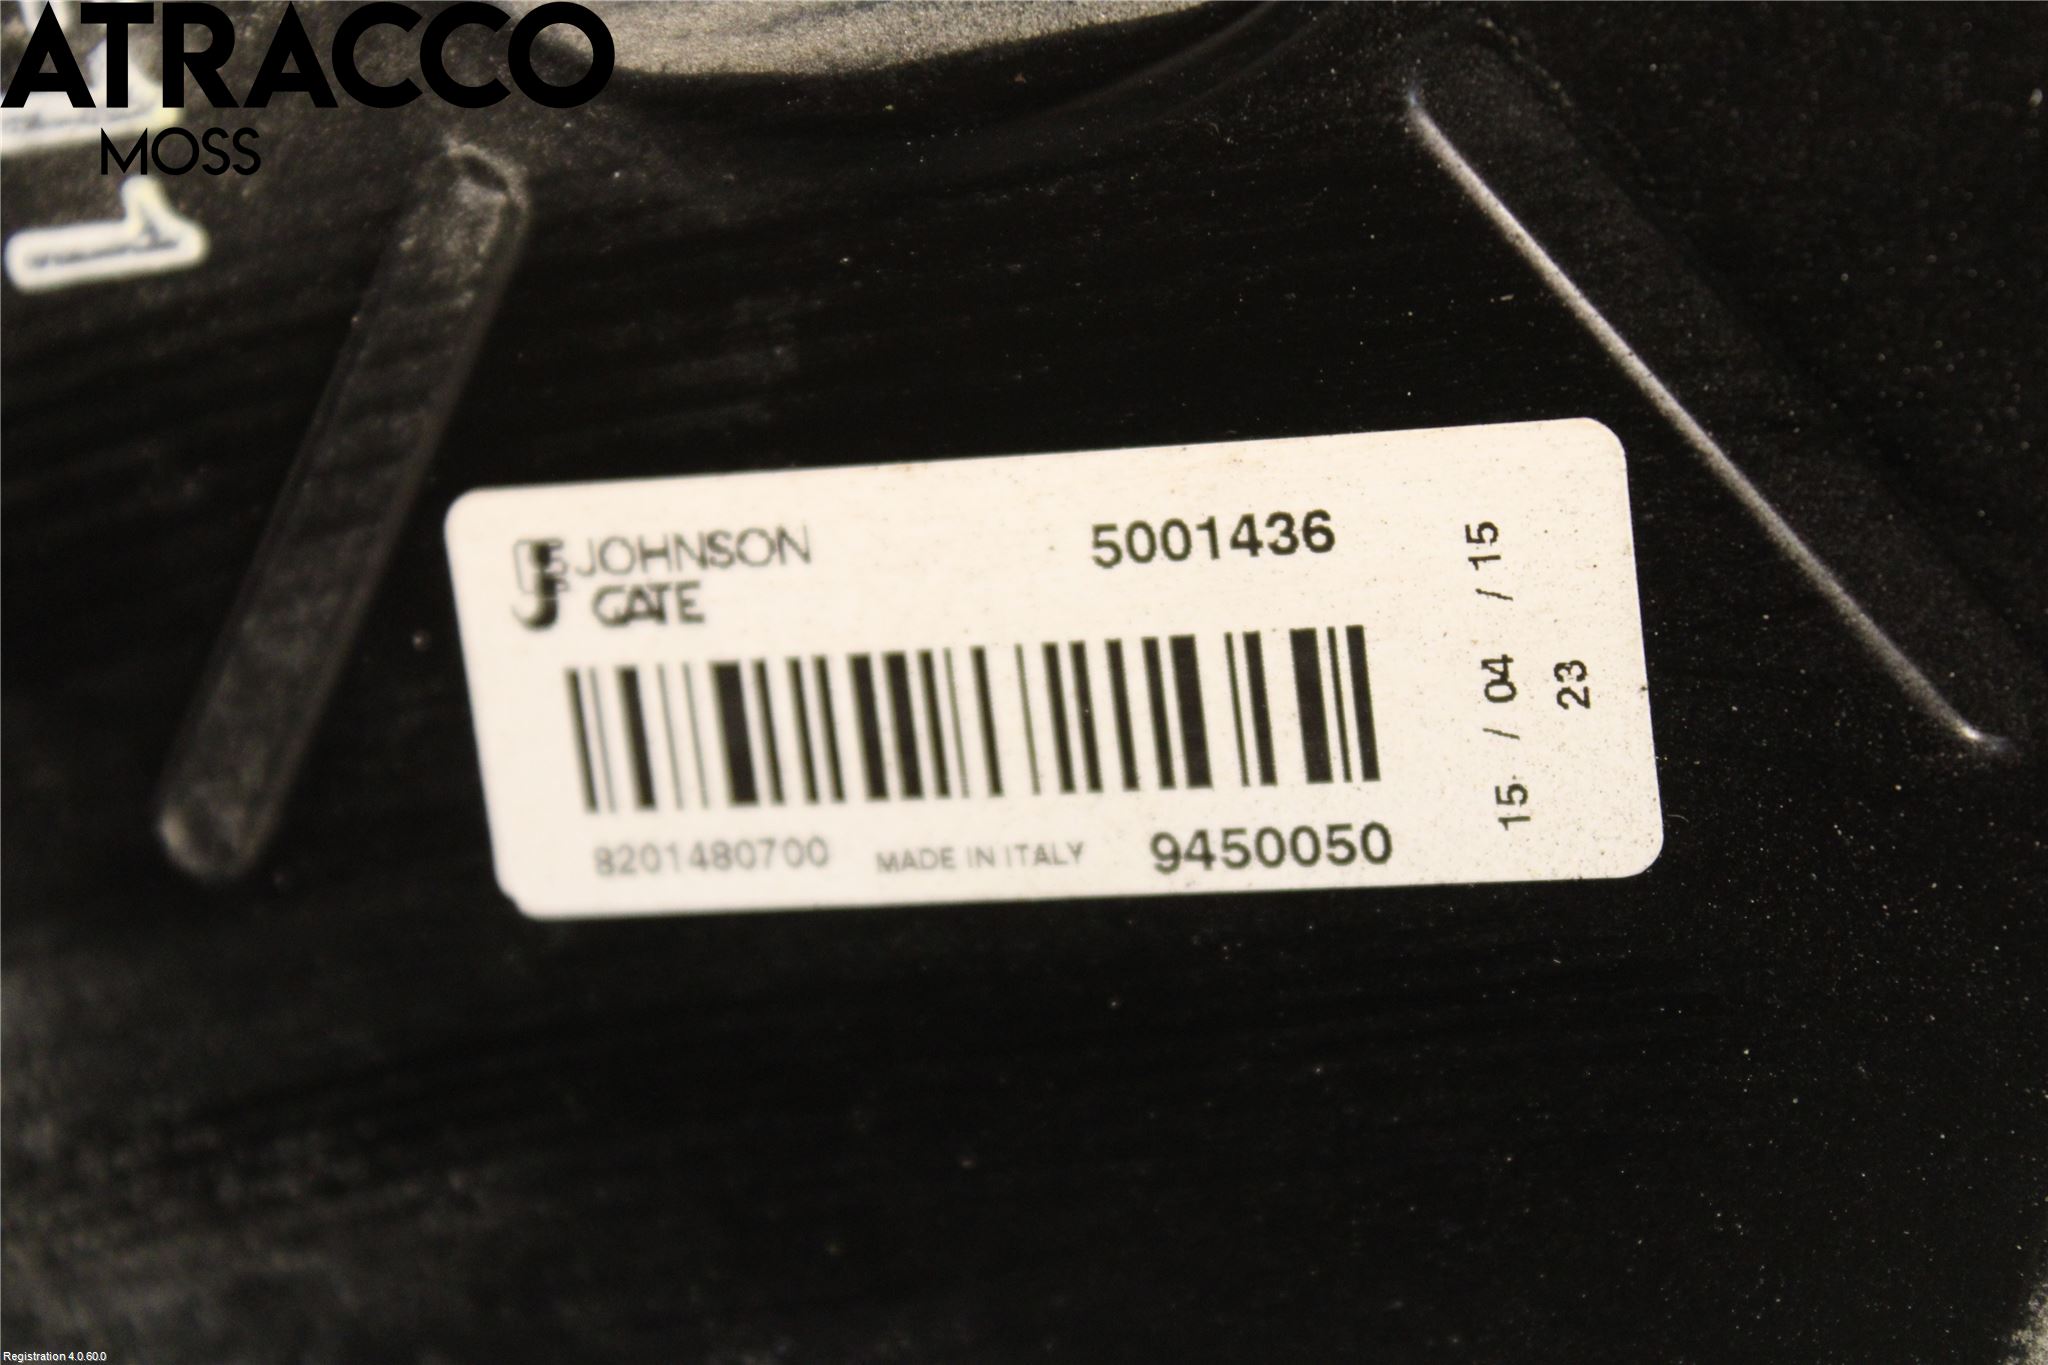 ATRACCO
MOSS
1
JOHNSON
GATE
5001436
8201480700 MADE IN ITALY 9450050
15 / 04 / 15
23
Registration 4.0.60.0